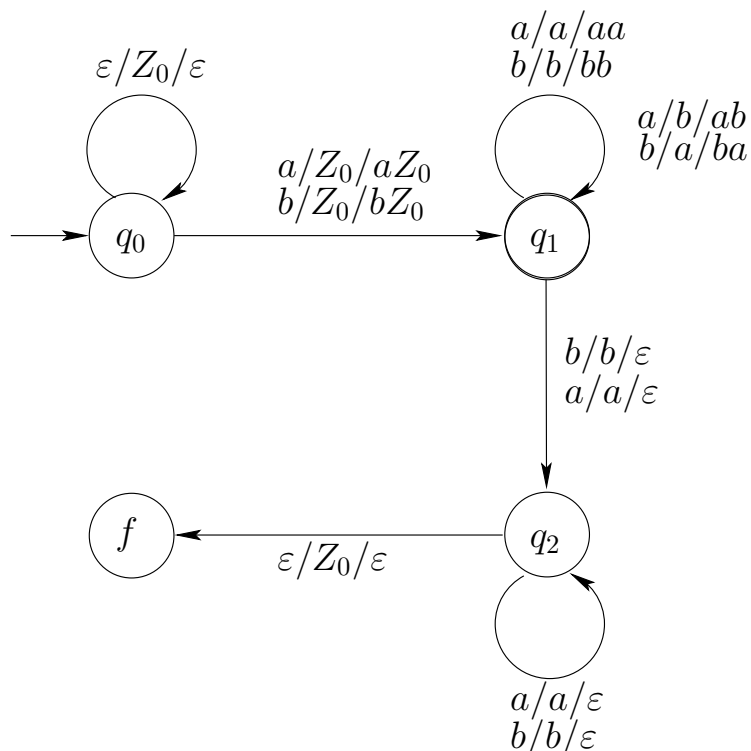 a/a/aa
b/b/bb
ε/Z₀/ε
a/b/ab
b/a/ba
a/Z₀/aZ₀
b/Z₀/bZ₀
q₀
q₁
b/b/ε
a/a/ε
f
q₂
ε/Z₀/ε
a/a/ε
b/b/ε